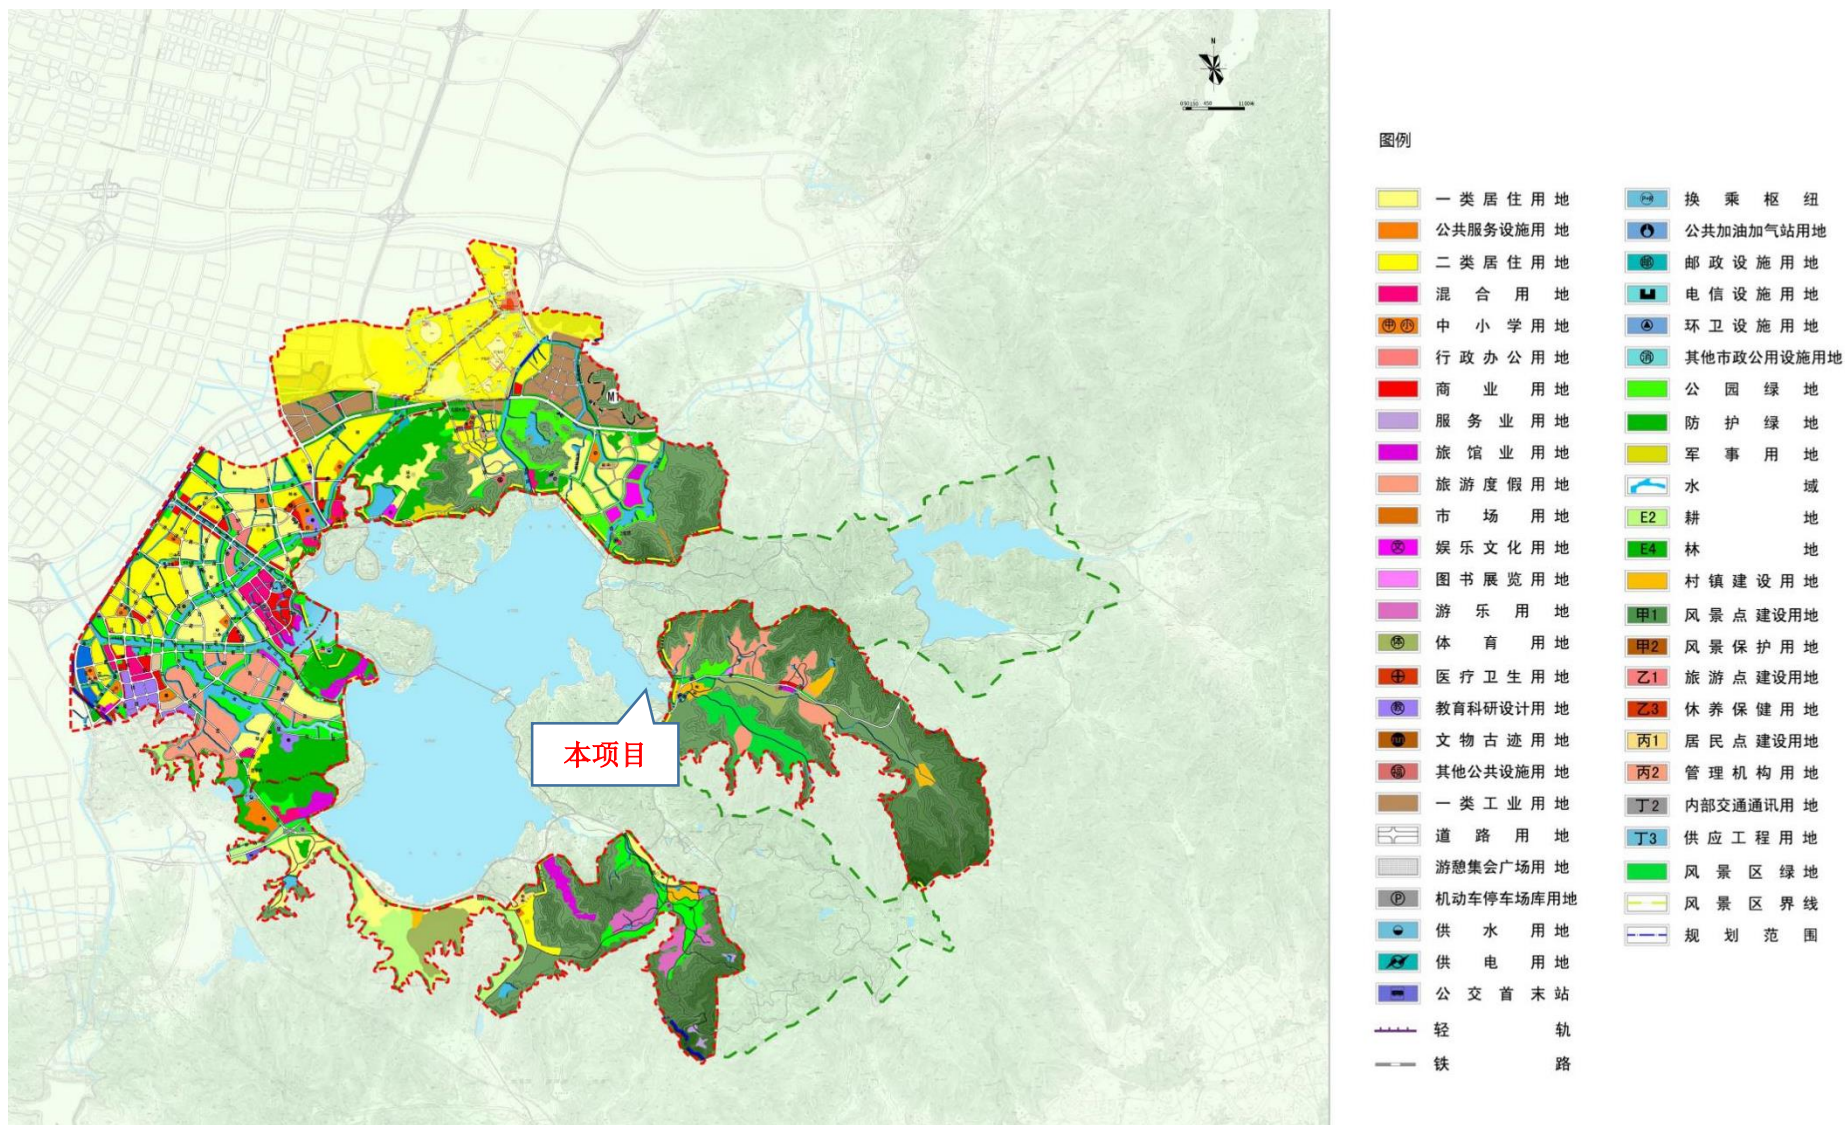 N
本项目
M1
图例
一类居住用地
公共服务设施用地
二类居住用地
混合用地
中 小 中小学用地
行政办公用地
商业用地
服务业用地
旅馆业用地
旅游度假用地
市场用地
娱乐文化用地
图书展览用地
游乐用地
体 体育用地
医疗卫生用地
教 教育科研设计用地
文物古迹用地
福 其他公共设施用地
一类工业用地
道路用地
游憩集会广场用地
P 机动车停车场库用地
供水用地
供电用地
公交首末站
轻轨
铁路
P+R 换乘枢纽
公共加油加气站用地
邮 邮政设施用地
电信设施用地
环卫设施用地
消 其他市政公用设施用地
公园绿地
防护绿地
军事用地
水域
E2 耕地
E4 林地
村镇建设用地
甲1 风景点建设用地
甲2 风景保护用地
乙1 旅游点建设用地
乙3 休养保健用地
丙1 居民点建设用地
丙2 管理机构用地
丁2 内部交通通讯用地
丁3 供应工程用地
风景区绿地
风景区界线
规划范围